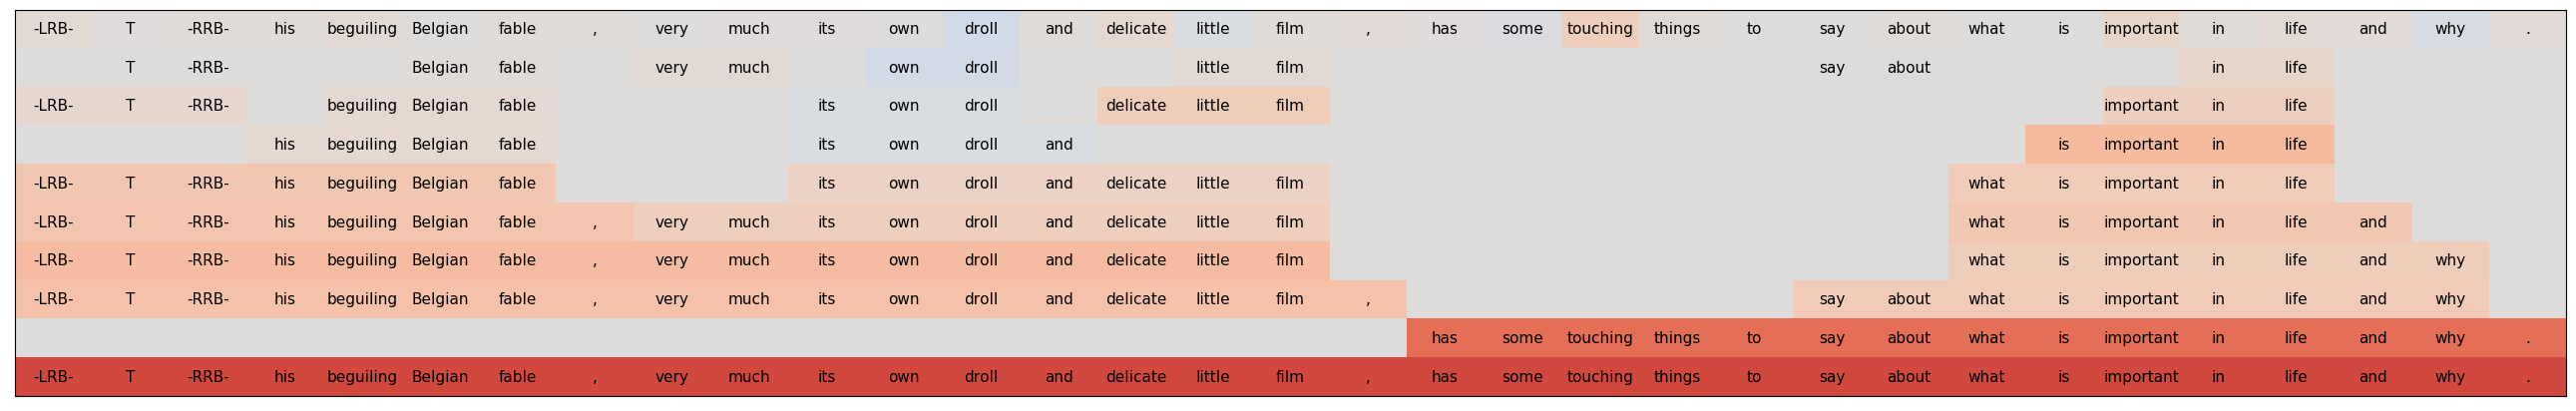 -LRB- T -RRB- his beguiling Belgian fable , very much its own droll and delicate little film , has some touching things to say about what is important in life and why .
T -RRB- Belgian fable very much own droll little film say about in life
-LRB- T -RRB- beguiling Belgian fable its own droll delicate little film important in life
his beguiling Belgian fable its own droll and is important in life
-LRB- T -RRB- his beguiling Belgian fable its own droll and delicate little film what is important in life
-LRB- T -RRB- his beguiling Belgian fable , very much its own droll and delicate little film what is important in life and
-LRB- T -RRB- his beguiling Belgian fable , very much its own droll and delicate little film what is important in life and why
-LRB- T -RRB- his beguiling Belgian fable , very much its own droll and delicate little film , say about what is important in life and why
has some touching things to say about what is important in life and why .
-LRB- T -RRB- his beguiling Belgian fable , very much its own droll and delicate little film , has some touching things to say about what is important in life and why .